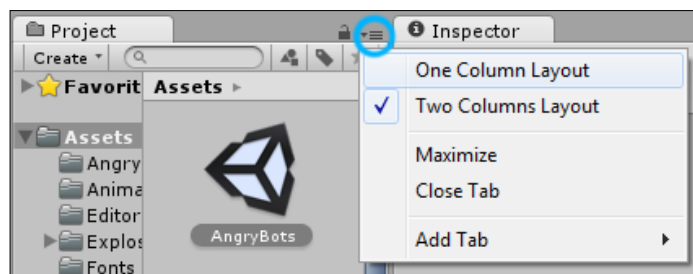 Project
Inspector
Create
One Column Layout
Favorit
Assets
Two Columns Layout
Assets
Angry
Maximize
Anima
Close Tab
Editor
Explos
AngryBots
Add Tab
Fonts